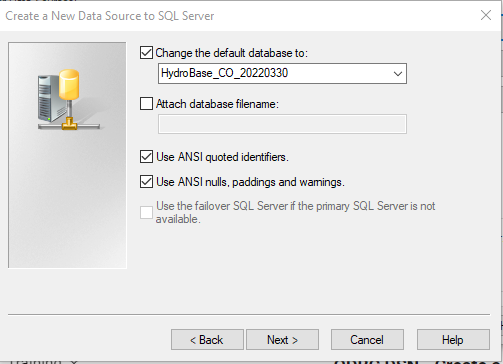 Create a New Data Source to SQL Server
Change the default database to:
HydroBase_CO_20220330
Attach database filename:
Use ANSI quoted identifiers.
Use ANSI nulls, paddings and warnings.
Use the failover SQL Server if the primary SQL Server is not
available.
< Back
Next >
Cancel
Help